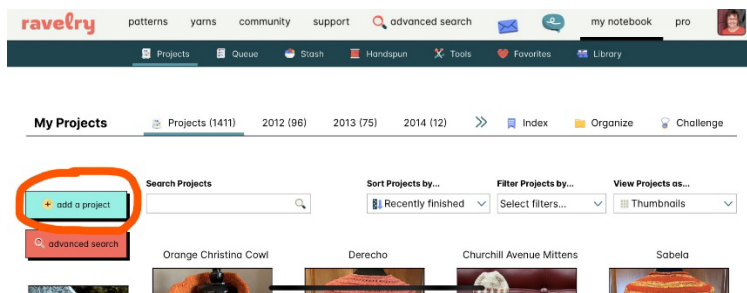 ravelry patterns yarns community support advanced search my notebook pro
Projects Queue Stash Handspun Tools Favorites Library
My Projects Projects (1411) 2012 (96) 2013 (75) 2014 (12) Index Organize Challenge
Search Projects Sort Projects by... Filter Projects by... View Projects as...
+ add a project Recently finished Select filters... Thumbnails
advanced search
Orange Christina Cowl Derecho Churchill Avenue Mittens Sabela